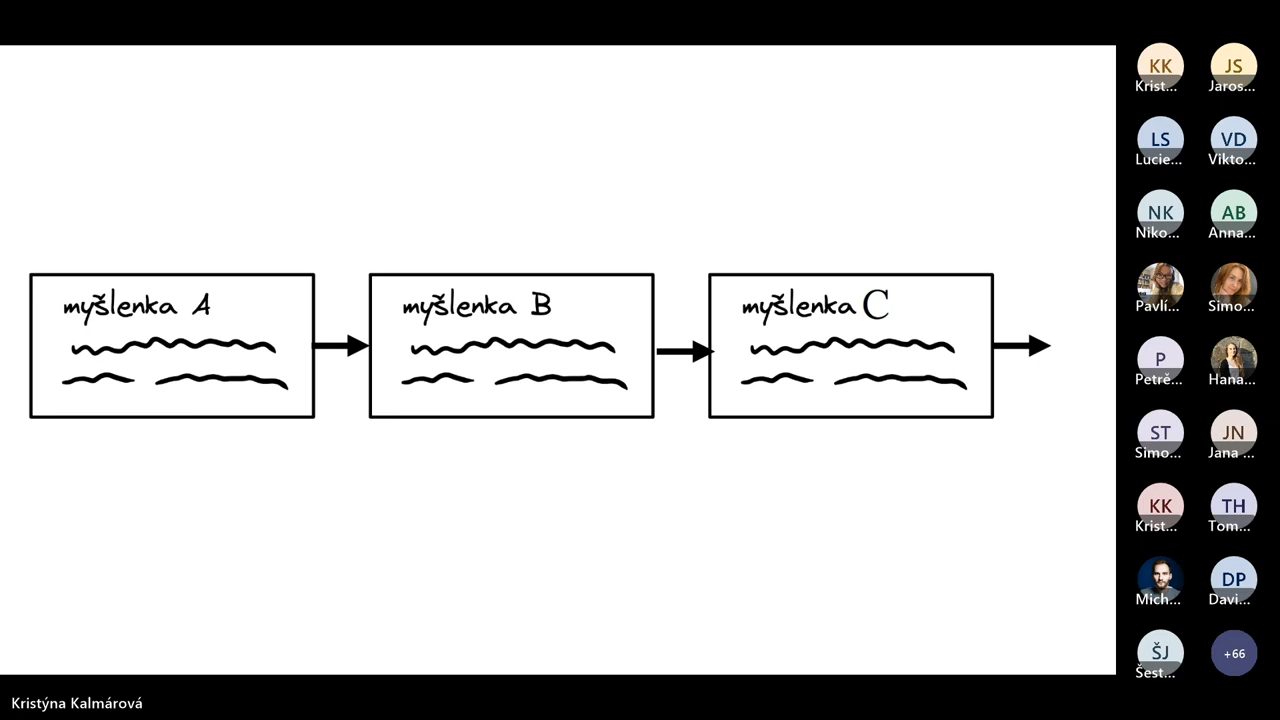 myšlenka A
myšlenka B
myšlenka C
KK
Krist...
JS
Jaros...
LS
Lucie...
VD
Vikto...
NK
Niko...
AB
Anna...
Pavlí...
Simo...
P
Petrě...
Hana...
ST
Simo...
JN
Jana ...
KK
Krist...
TH
Tom...
Mich...
DP
Davi...
ŠJ
Šest...
+66
Kristýna Kalmárová